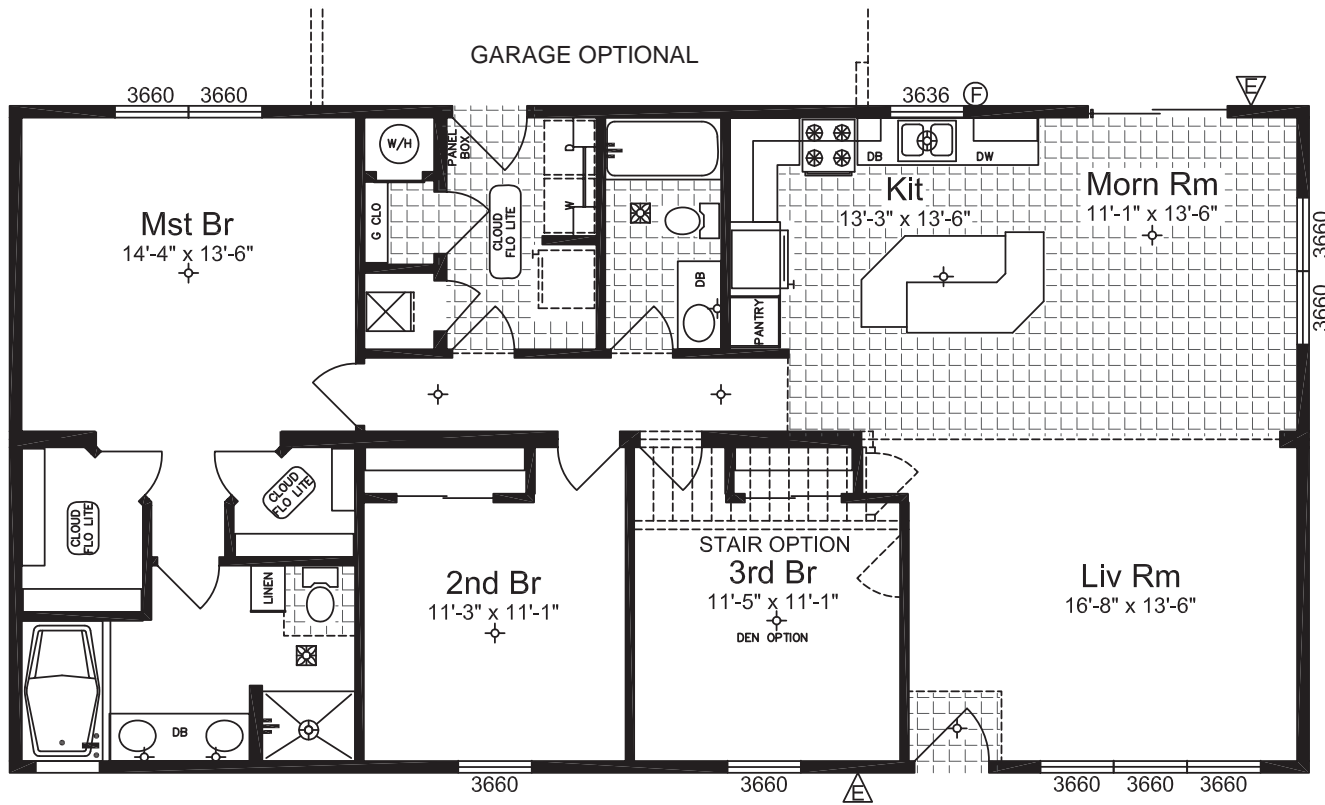 GARAGE OPTIONAL
3660 3660
3636 F
E
W/H
PANEL
BOX
D
W
G CLO
CLOUD
FLO LITE
DB
DW
Kit
13'-3" x 13'-6"
Morn Rm
11'-1" x 13'-6"
Mst Br
14'-4" x 13'-6"
DB
PANTRY
3660
3660
CLOUD
FLO LITE
CLOUD
FLO LITE
LINEN
2nd Br
11'-3" x 11'-1"
STAIR OPTION
3rd Br
11'-5" x 11'-1"
DEN OPTION
Liv Rm
16'-8" x 13'-6"
DB
3660
3660
E
3660 3660 3660